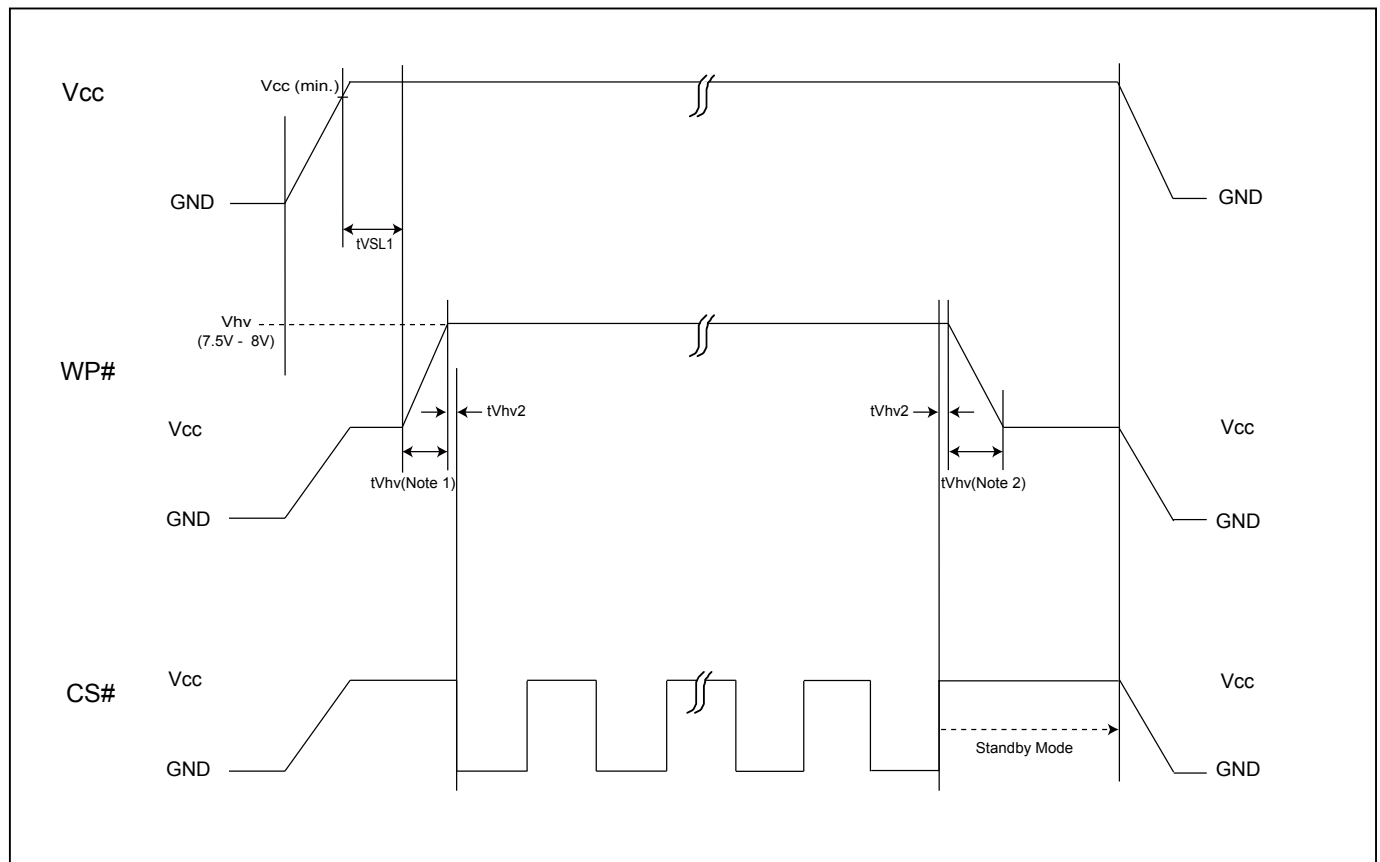 Vcc
Vcc (min.)
GND
GND
tVSL1
Vhv
(7.5V - 8V)
WP#
tVhv2
tVhv2
Vcc
Vcc
tVhv(Note 1)
tVhv(Note 2)
GND
GND
CS#
Vcc
Vcc
Standby Mode
GND
GND